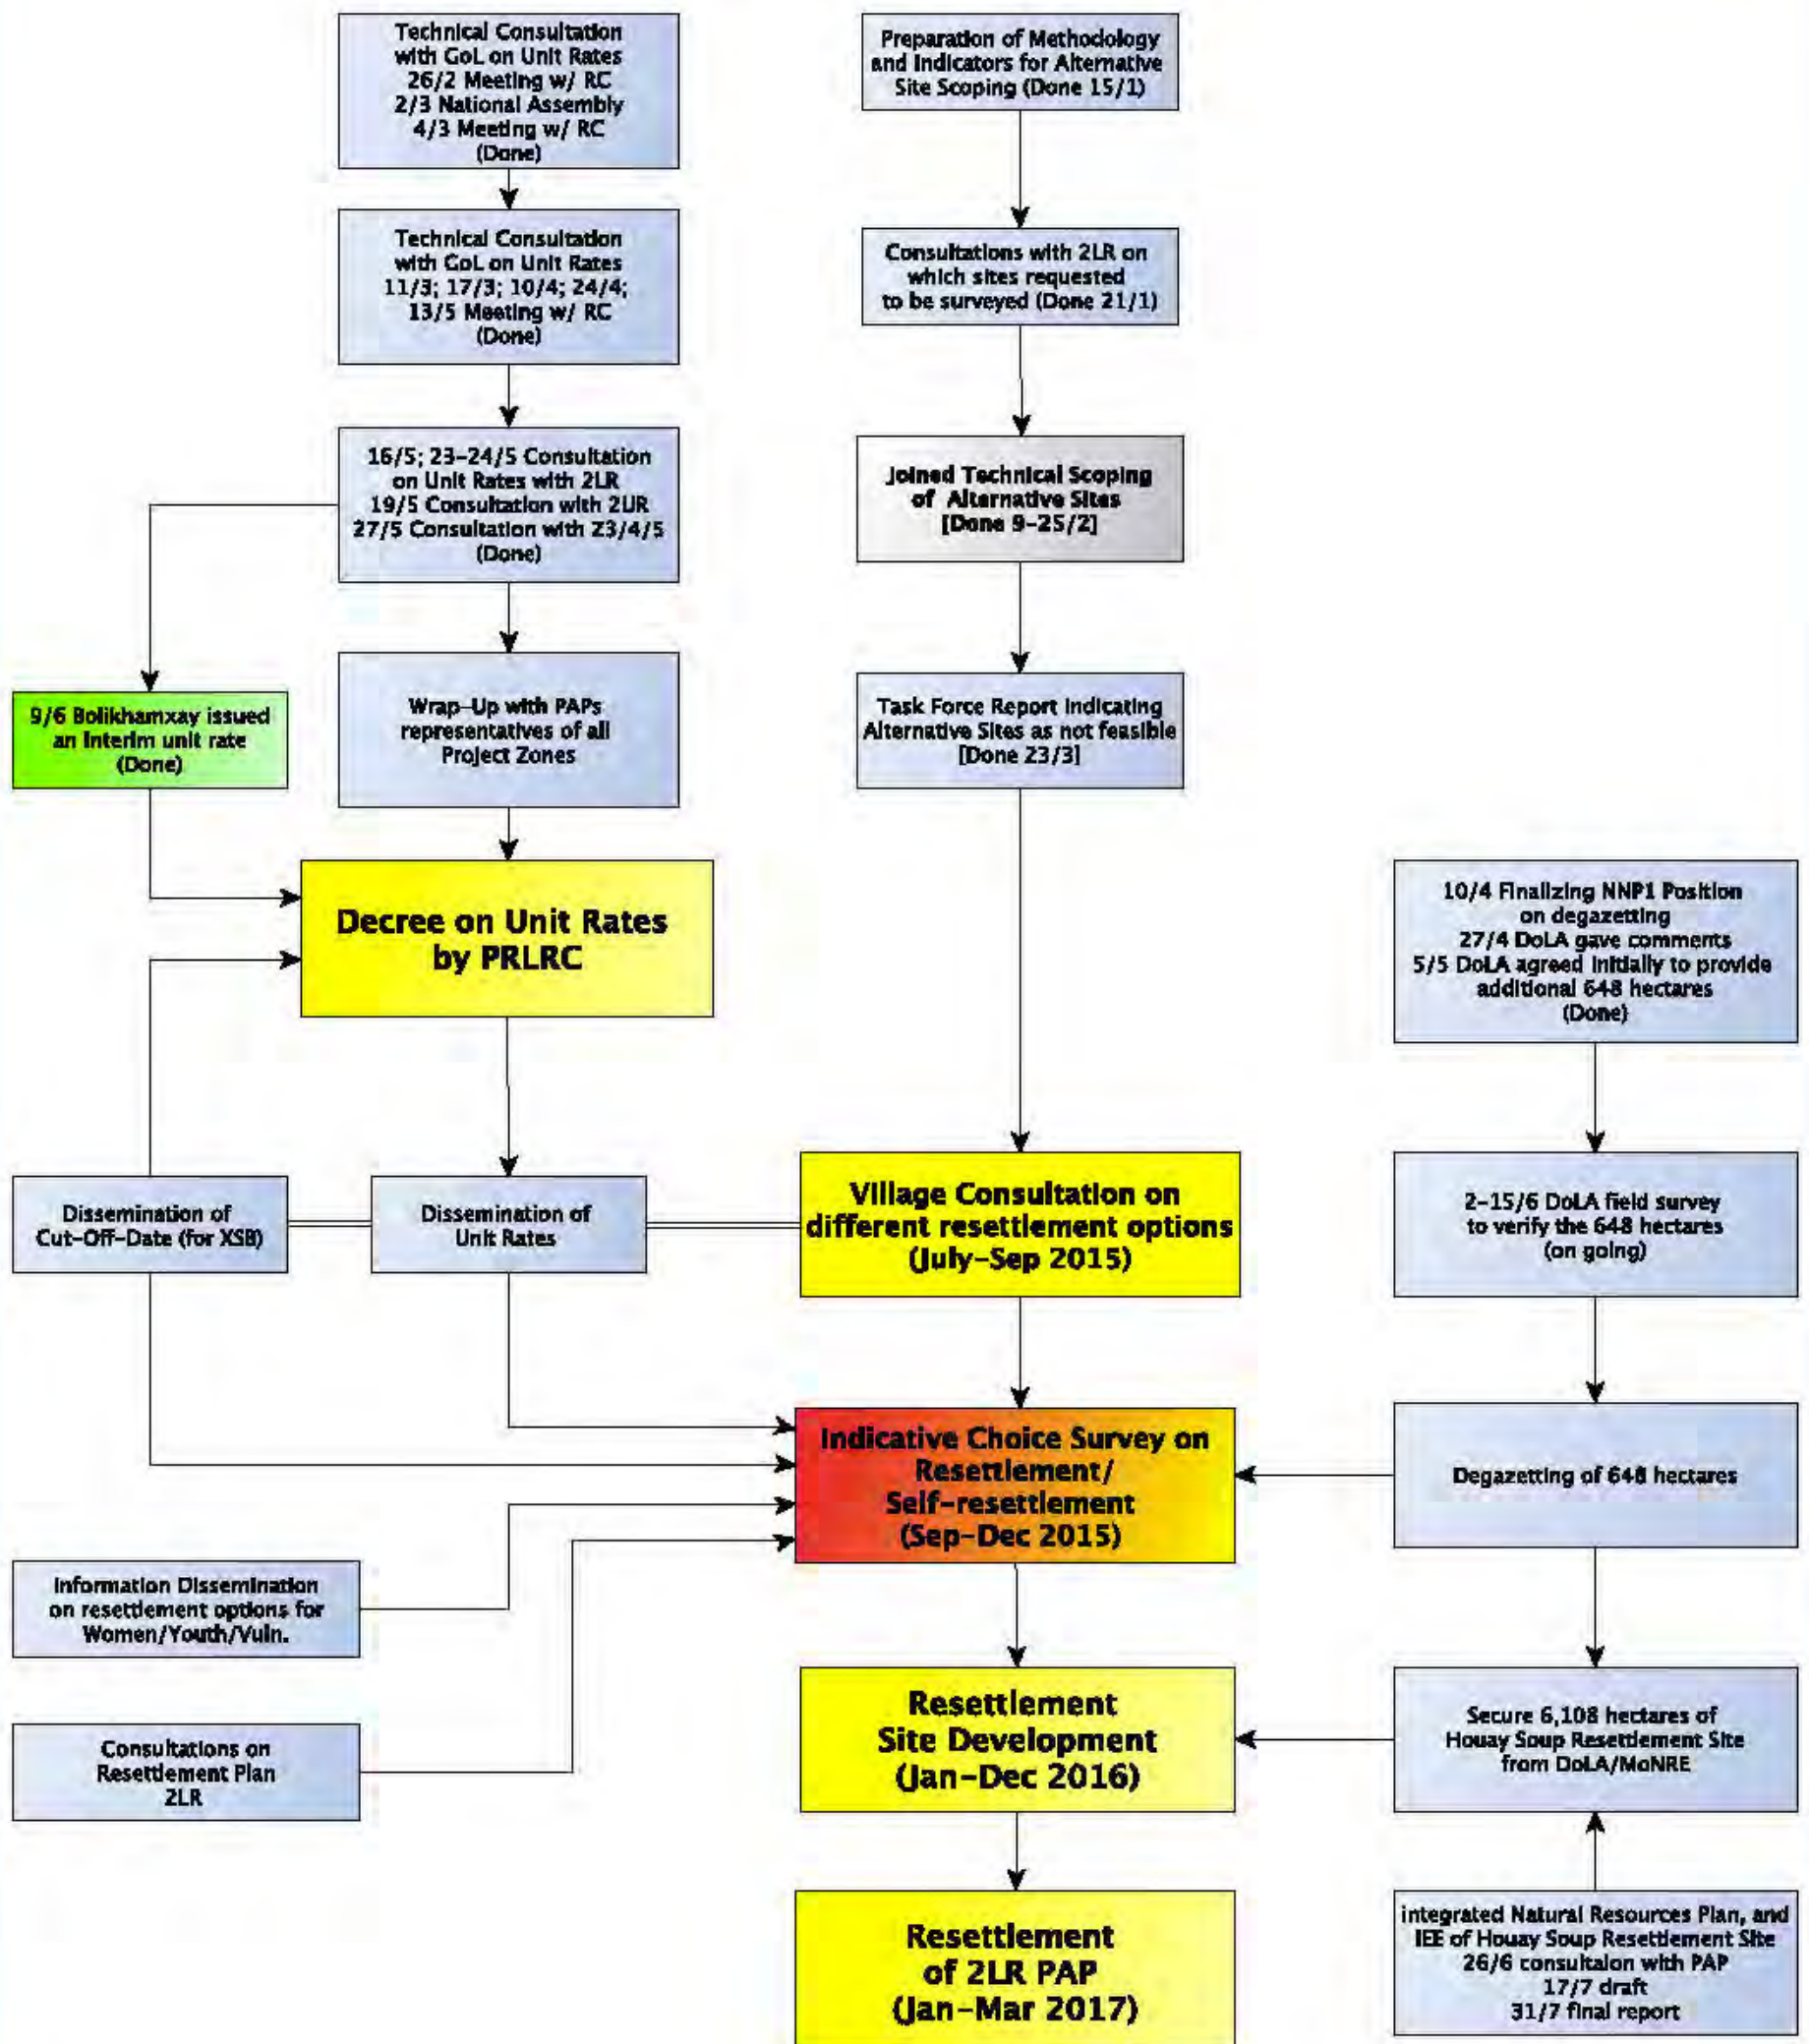 Technical Consultation
with GoL on Unit Rates
26/2 Meeting w/ RC
2/3 National Assembly
4/3 Meeting w/ RC
(Done)
Preparation of Methodology
and Indicators for Alternative
Site Scoping (Done 15/1)
Technical Consultation
with GoL on Unit Rates
11/3; 17/3; 10/4; 24/4;
13/5 Meeting w/ RC
(Done)
Consultations with 2LR on
which sites requested
to be surveyed (Done 21/1)
16/5; 23-24/5 Consultation
on Unit Rates with 2LR
19/5 Consultation with 2UR
27/5 Consultation with Z3/4/5
(Done)
Joined Technical Scoping
of Alternative Sites
[Done 9-25/2]
9/6 Bolikhamxay issued
an interim unit rate
(Done)
Wrap-Up with PAPs
representatives of all
Project Zones
Task Force Report indicating
Alternative Sites as not feasible
[Done 23/3]
Decree on Unit Rates
by PRLRC
10/4 Finalizing NNP1 Position
on degazetting
27/4 DoLA gave comments
5/5 DoLA agreed initially to provide
additional 648 hectares
(Done)
Dissemination of
Cut-Off-Date (for XSB)
Dissemination of
Unit Rates
Village Consultation on
different resettlement options
(July-Sep 2015)
2-15/6 DoLA field survey
to verify the 648 hectares
(on going)
Indicative Choice Survey on
Resettlement/
Self-resettlement
(Sep-Dec 2015)
Degazetting of 648 hectares
Information Dissemination
on resettlement options for
Women/Youth/Vuln.
Consultations on
Resettlement Plan
2LR
Resettlement
Site Development
(Jan-Dec 2016)
Secure 6,108 hectares of
Houay Soup Resettlement Site
from DoLA/MoNRE
Resettlement
of 2LR PAP
(Jan-Mar 2017)
integrated Natural Resources Plan, and
IEE of Houay Soup Resettlement Site
26/6 consultaion with PAP
17/7 draft
31/7 final report